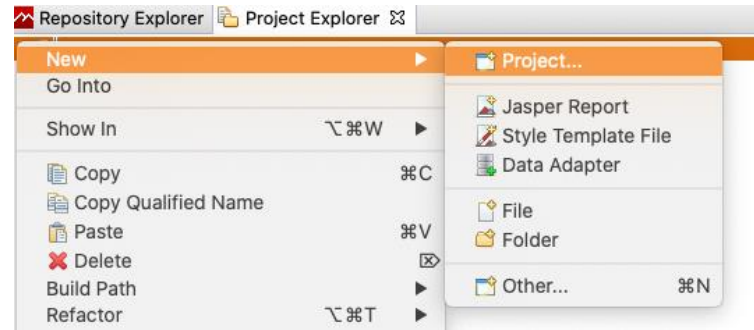 Repository Explorer Project Explorer
New
Go Into
Show In ⌥⌘W
Copy ⌘C
Copy Qualified Name
Paste ⌘V
Delete ⌦
Build Path
Refactor ⌥⌘T
Project...
Jasper Report
Style Template File
Data Adapter
File
Folder
Other... ⌘N